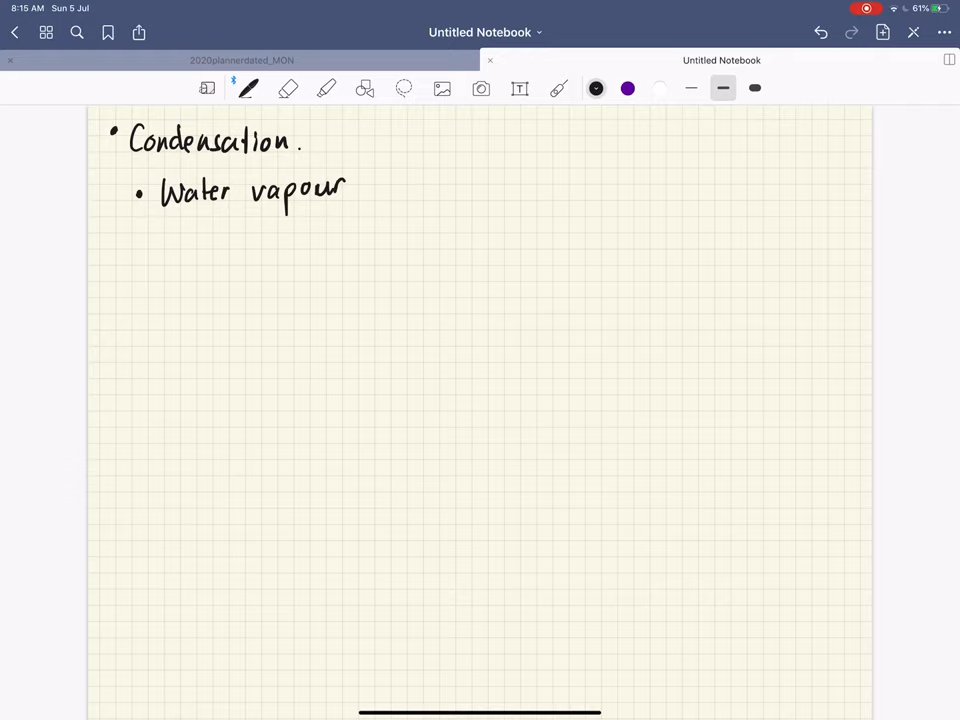 8:15 AM Sun 5 Jul 61%
Untitled Notebook
2020plannerdated_MON Untitled Notebook
• Condensation.
• Water vapour